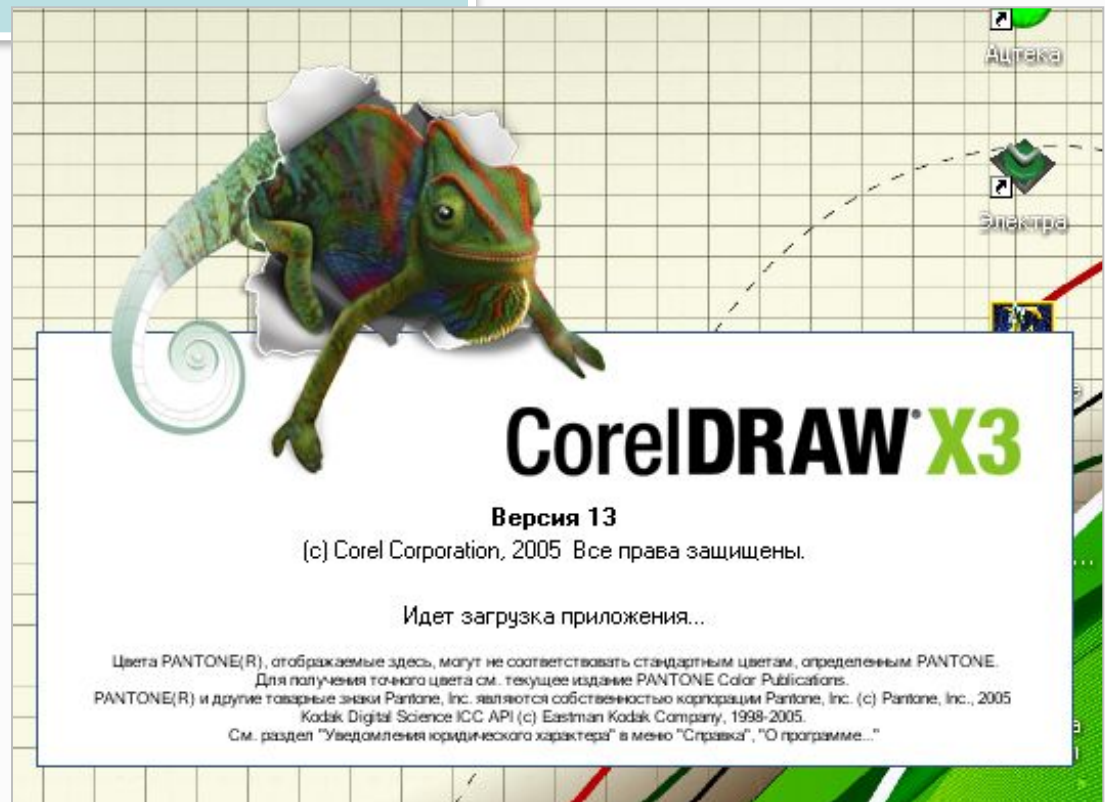 Ацтека
Электра
CorelDRAW® X3
Версия 13
(c) Corel Corporation, 2005 Все права защищены.
Идет загрузка приложения...
Цвета PANTONE(R), отображаемые здесь, могут не соответствовать стандартным цветам, определенным PANTONE.
Для получения точного цвета см. текущее издание PANTONE Color Publications.
PANTONE(R) и другие товарные знаки Pantone, Inc. являются собственностью корпорации Pantone, Inc. (c) Pantone, Inc., 2005
Kodak Digital Science ICC API (c) Eastman Kodak Company, 1998-2005.
См. раздел "Уведомления юридического характера" в меню "Справка", "О программе..."